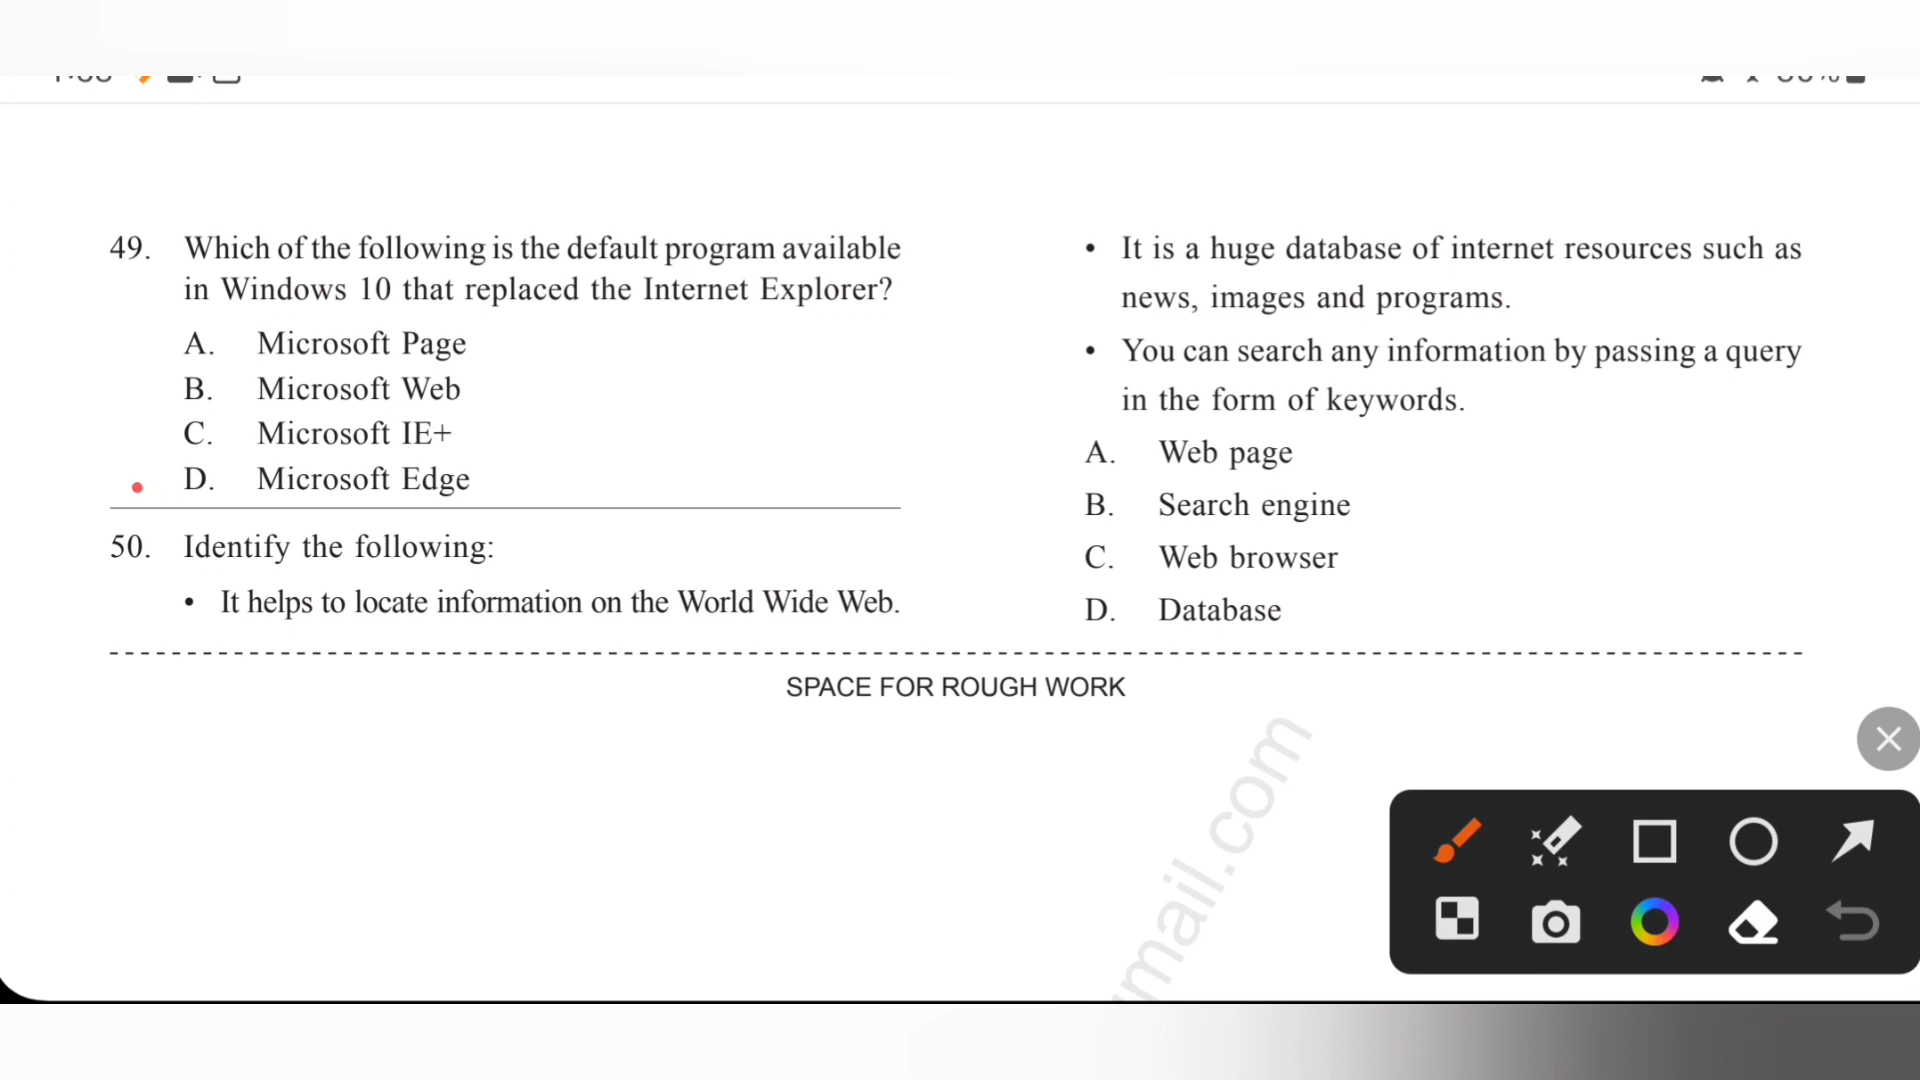 49. Which of the following is the default program available
in Windows 10 that replaced the Internet Explorer?
A. Microsoft Page
B. Microsoft Web
C. Microsoft IE+
D. Microsoft Edge
50. Identify the following:
• It helps to locate information on the World Wide Web.
• It is a huge database of internet resources such as
news, images and programs.
• You can search any information by passing a query
in the form of keywords.
A. Web page
B. Search engine
C. Web browser
D. Database
SPACE FOR ROUGH WORK
mail.com